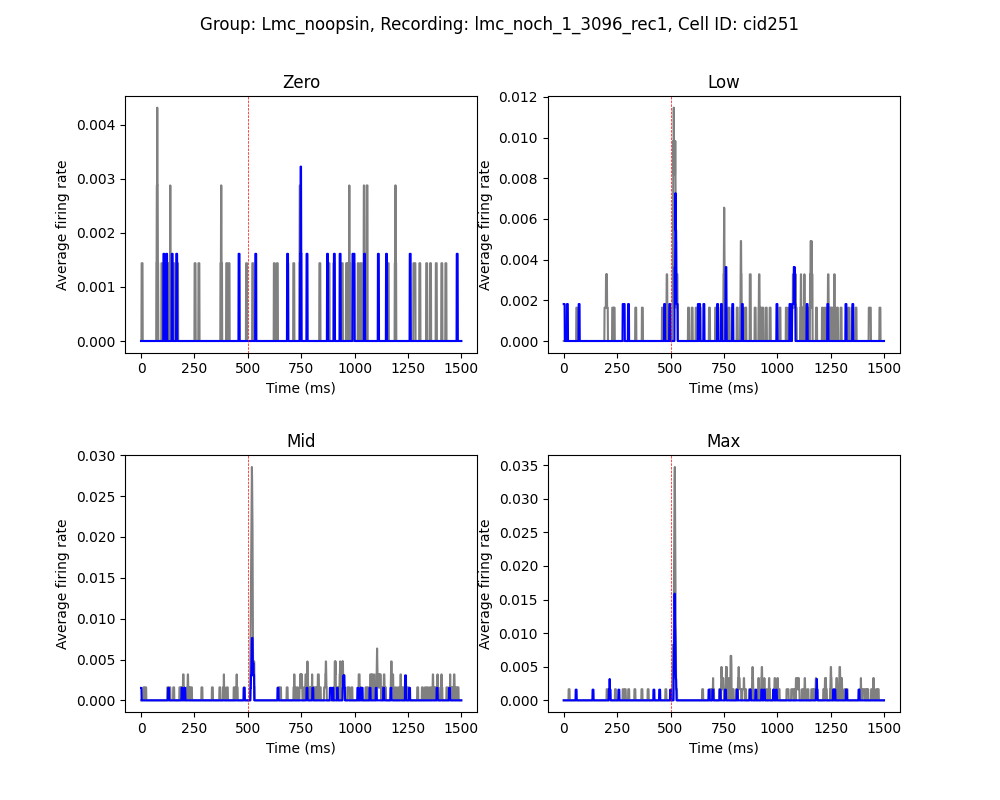 Group: Lmc_noopsin, Recording: lmc_noch_1_3096_rec1, Cell ID: cid251
Zero
Average firing rate
0.004
0.003
0.002
0.001
0.000
0 250 500 750 1000 1250 1500
Time (ms)
Low
Average firing rate
0.012
0.010
0.008
0.006
0.004
0.002
0.000
0 250 500 750 1000 1250 1500
Time (ms)
Mid
Average firing rate
0.030
0.025
0.020
0.015
0.010
0.005
0.000
0 250 500 750 1000 1250 1500
Time (ms)
Max
Average firing rate
0.035
0.030
0.025
0.020
0.015
0.010
0.005
0.000
0 250 500 750 1000 1250 1500
Time (ms)